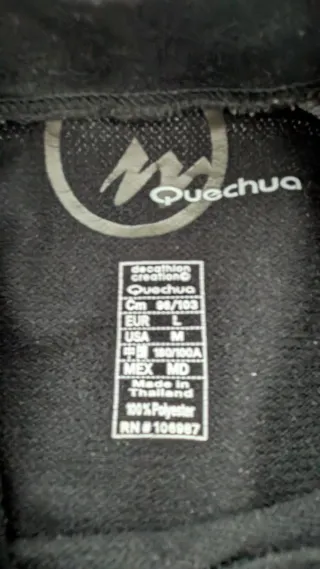 Quechua
decathlon
creation©
Quechua
Cm 98/103
EUR L
USA M
中国 180/100A
MEX MD
Made in
Thailand
100% Polyester
RN#106987